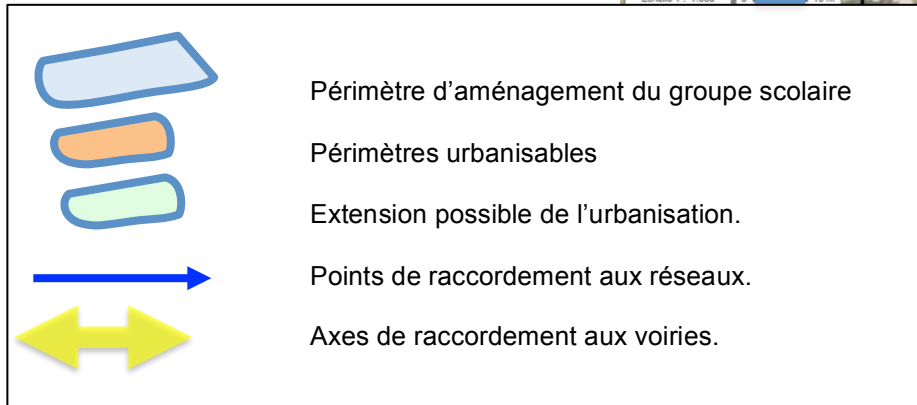 Périmètre d’aménagement du groupe scolaire
Périmètres urbanisables
Extension possible de l’urbanisation.
Points de raccordement aux réseaux.
Axes de raccordement aux voiries.